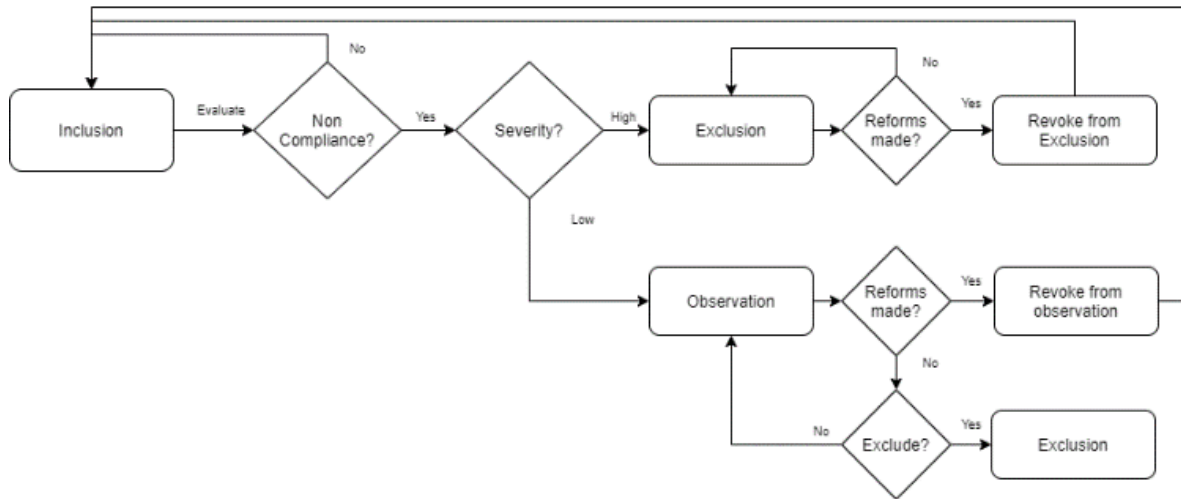 No
No
Inclusion
Evaluate
Non
Compliance?
Yes
Severity?
High
Exclusion
Reforms
made?
Yes
Revoke from
Exclusion
Low
Observation
Reforms
made?
Yes
Revoke from
observation
No
No
Exclude?
Yes
Exclusion